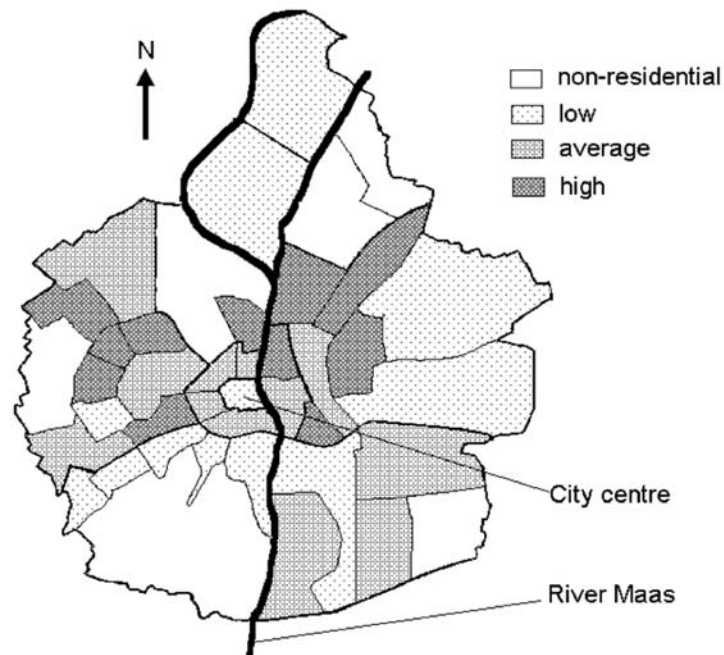 N
non-residential
low
average
high
City centre
River Maas